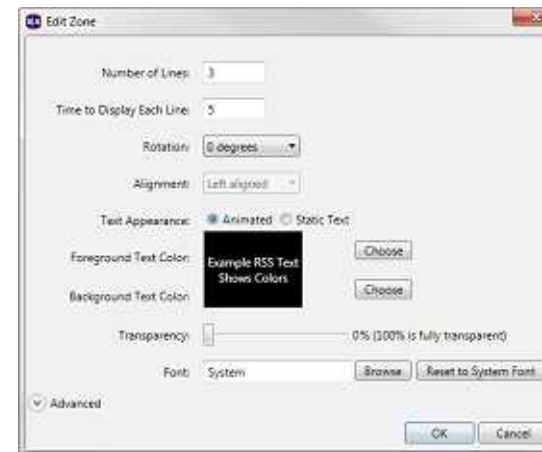 Edit Zone
Number of Lines: 3
Time to Display Each Line: 5
Rotation: 0 degrees
Alignment: Left aligned
Text Appearance: Animated Static Text
Foreground Text Color: Choose
Example RSS Text
Shows Colors
Background Text Color: Choose
Transparency: 0% (100% is fully transparent)
Font: System Browse Reset to System Font
Advanced
OK Cancel